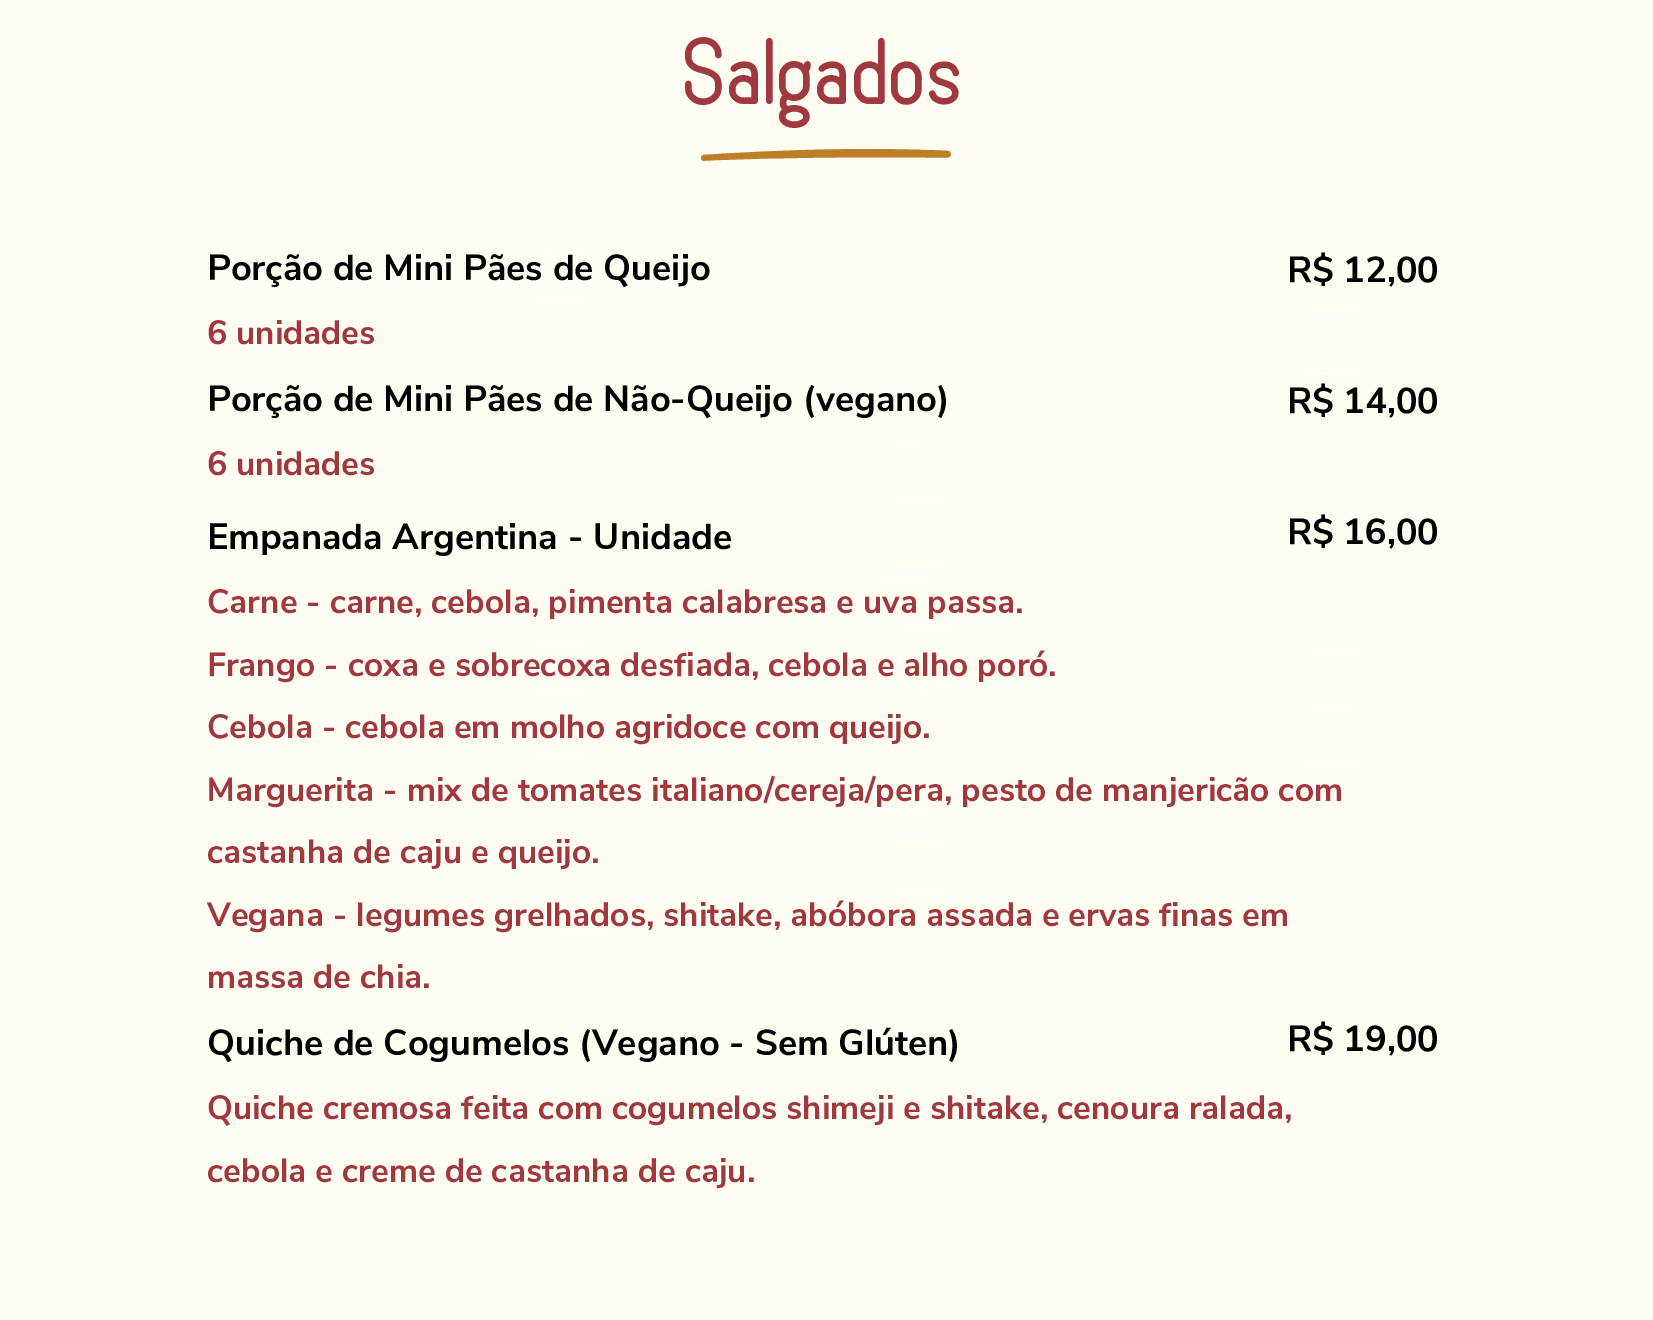 Salgados
Porção de Mini Pães de Queijo R$ 12,00
6 unidades
Porção de Mini Pães de Não-Queijo (vegano) R$ 14,00
6 unidades
Empanada Argentina - Unidade R$ 16,00
Carne - carne, cebola, pimenta calabresa e uva passa.
Frango - coxa e sobrecoxa desfiada, cebola e alho poró.
Cebola - cebola em molho agridoce com queijo.
Marguerita - mix de tomates italiano/cereja/pera, pesto de manjericão com
castanha de caju e queijo.
Vegana - legumes grelhados, shitake, abóbora assada e ervas finas em
massa de chia.
Quiche de Cogumelos (Vegano - Sem Glúten) R$ 19,00
Quiche cremosa feita com cogumelos shimeji e shitake, cenoura ralada,
cebola e creme de castanha de caju.